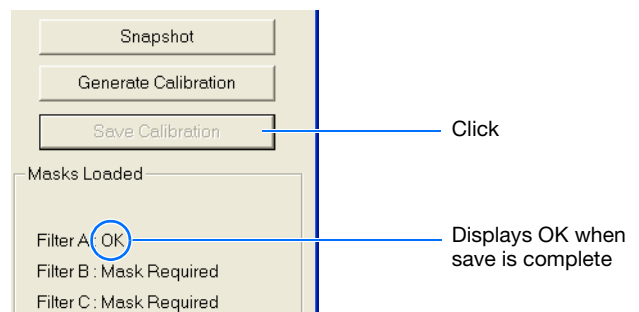 Snapshot
Generate Calibration
Save Calibration
Click
Masks Loaded
Filter A : OK
Displays OK when
save is complete
Filter B : Mask Required
Filter C : Mask Required